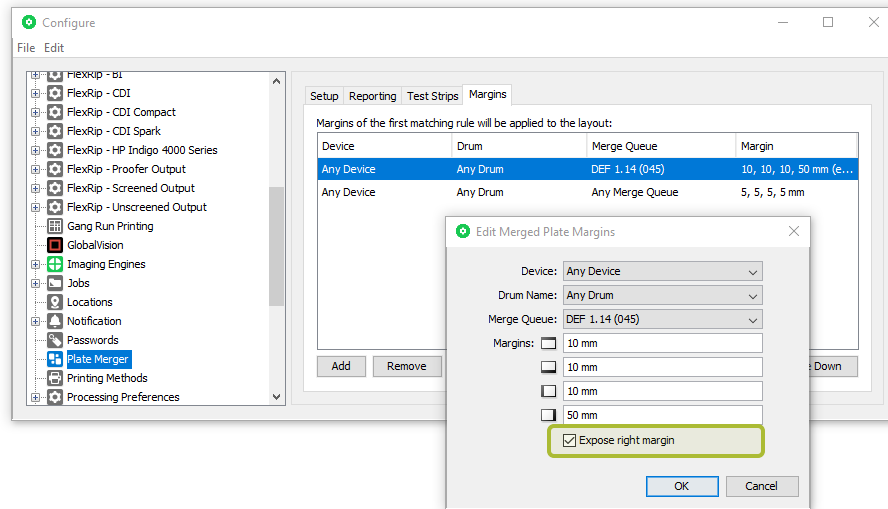 Configure
File Edit
FlexRip - BI
FlexRip - CDI
FlexRip - CDI Compact
FlexRip - CDI Spark
FlexRip - HP Indigo 4000 Series
FlexRip - Proofer Output
FlexRip - Screened Output
FlexRip - Unscreened Output
Gang Run Printing
GlobalVision
Imaging Engines
Jobs
Locations
Notification
Passwords
Plate Merger
Printing Methods
Processing Preferences
Setup Reporting Test Strips Margins
Margins of the first matching rule will be applied to the layout:
Device Drum Merge Queue Margin
Any Device Any Drum DEF 1.14 (045) 10, 10, 10, 50 mm (e...
Any Device Any Drum Any Merge Queue 5, 5, 5, 5 mm
Add Remove Down
Edit Merged Plate Margins
Device: Any Device
Drum Name: Any Drum
Merge Queue: DEF 1.14 (045)
Margins: 10 mm
10 mm
10 mm
50 mm
Expose right margin
OK Cancel